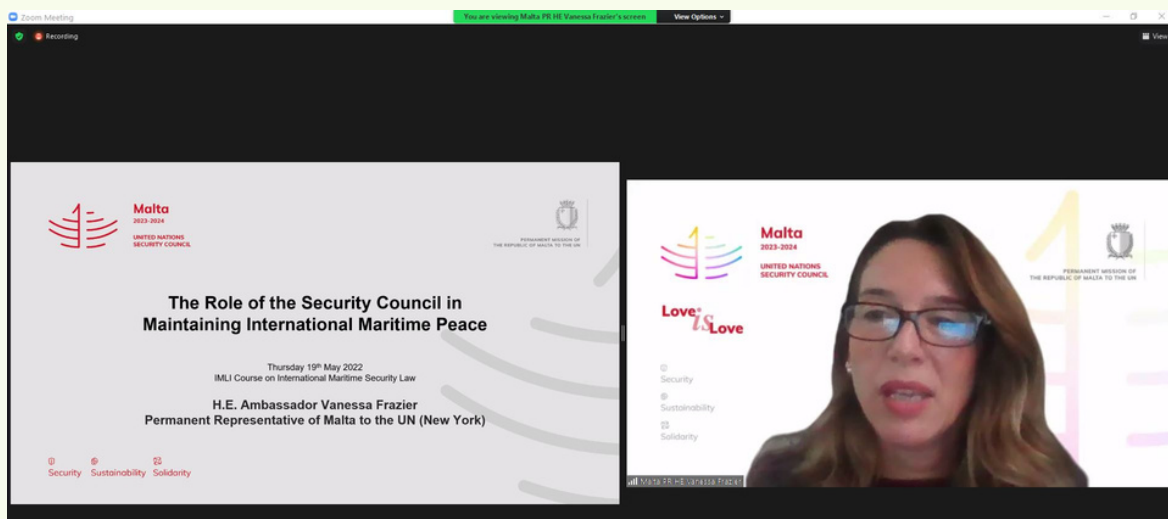 Zoom Meeting
You are viewing Malta PR HE Vanessa Frazier's screen
View Options
Recording
View
Malta
2023-2024
UNITED NATIONS
SECURITY COUNCIL
PERMANENT MISSION OF
THE REPUBLIC OF MALTA TO THE UN
The Role of the Security Council in
Maintaining International Maritime Peace
Thursday 19th May 2022
IMLI Course on International Maritime Security Law
H.E. Ambassador Vanessa Frazier
Permanent Representative of Malta to the UN (New York)
Security Sustainability Solidarity
Malta
2023-2024
UNITED NATIONS
SECURITY COUNCIL
PERMANENT MISSION OF
THE REPUBLIC OF MALTA TO THE UN
Love
is
Love
Security
Sustainability
Solidarity
Malta PR HE Vanessa Frazier